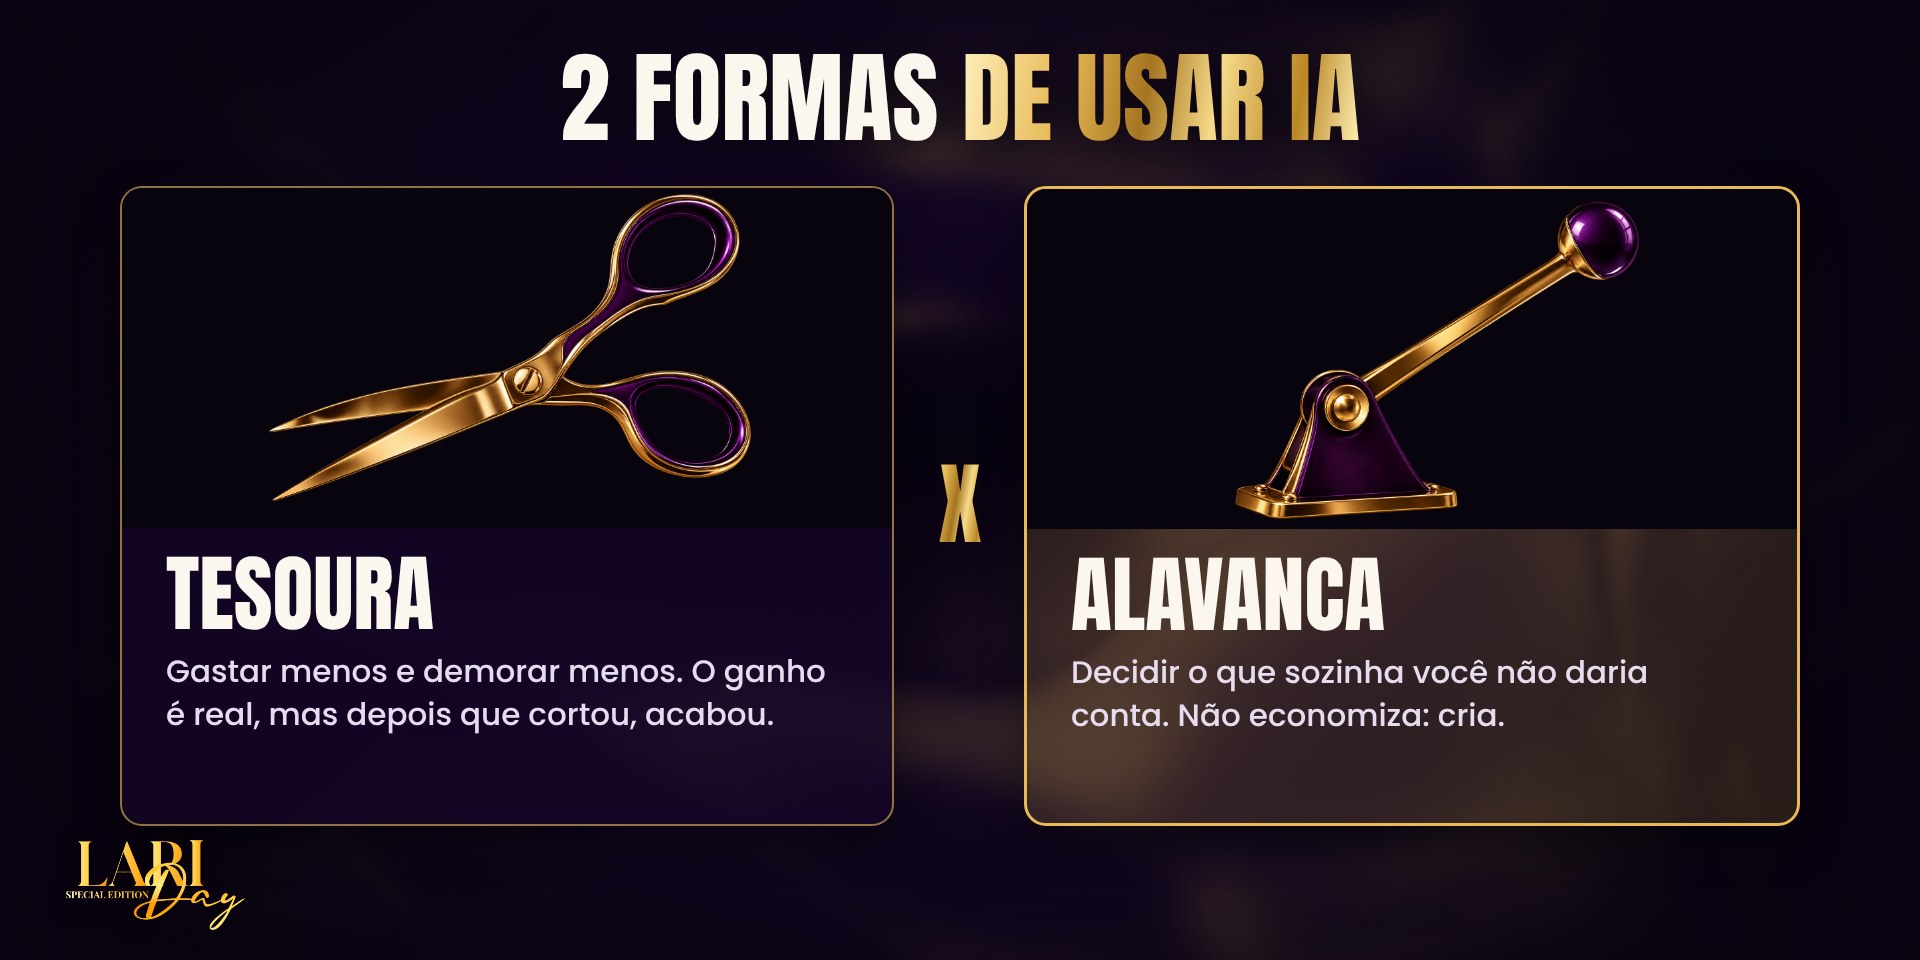 2 FORMAS DE USAR IA
TESOURA
Gastar menos e demorar menos. O ganho
é real, mas depois que cortou, acabou.
X
ALAVANCA
Decidir o que sozinha você não daria
conta. Não economiza: cria.
LABI
SPECIAL EDITION
Day